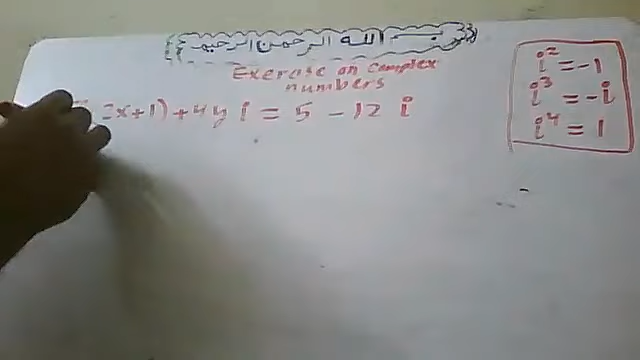 بسم الله الرحمن الرحيم
Exercise on complex
numbers
2x+1) + 4y i = 5 - 12 i
i² = -1
i³ = -i
i⁴ = 1